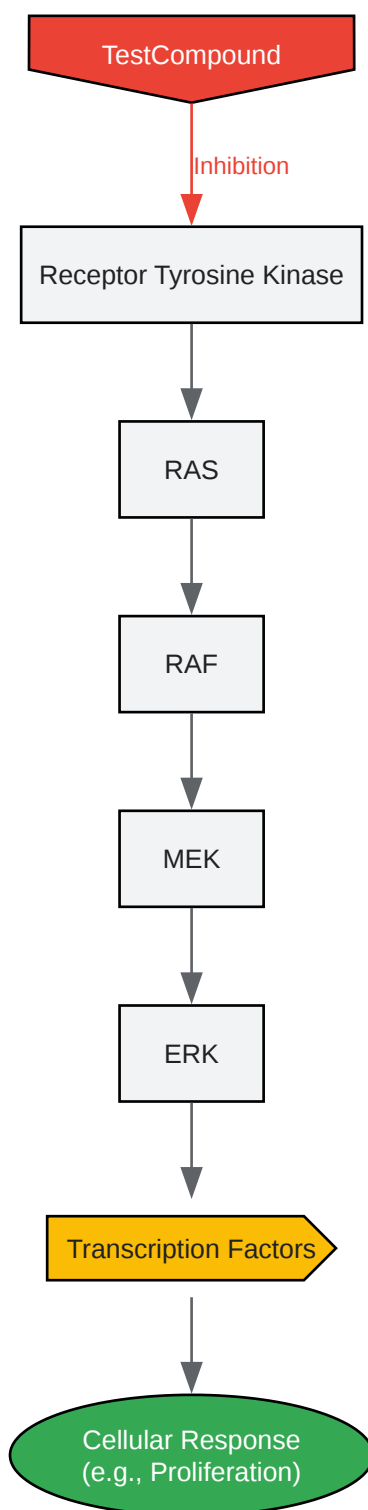 TestCompound
Inhibition
Receptor Tyrosine Kinase
RAS
RAF
MEK
ERK
Transcription Factors
Cellular Response
(e.g., Proliferation)